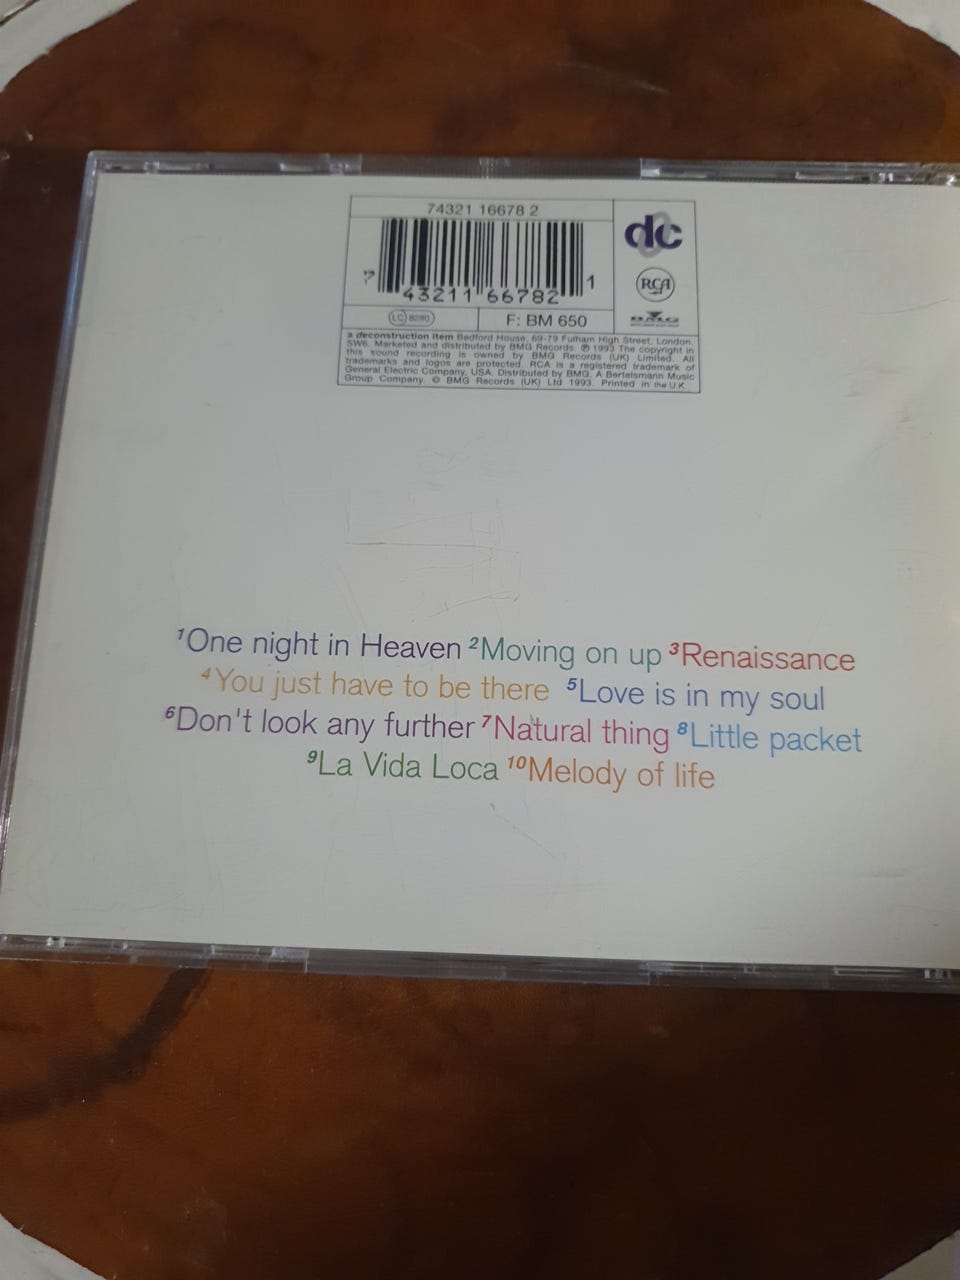 74321 16678 2
dc
7 43211 66782 1
RCA
LC 8280
F: BM 650
BMG
a deconstruction item Bedford House, 69-79 Fulham High Street, London,
SW6. Marketed and distributed by BMG Records. ℗ 1993 The copyright in
this sound recording is owned by BMG Records (UK) Limited. All
trademarks and logos are protected. RCA is a registered trademark of
General Electric Company, USA. Distributed by BMG. A Bertelsmann Music
Group Company. © BMG Records (UK) Ltd 1993. Printed in the U.K.
1One night in Heaven 2Moving on up 3Renaissance
4You just have to be there 5Love is in my soul
6Don't look any further 7Natural thing 8Little packet
9La Vida Loca 10Melody of life